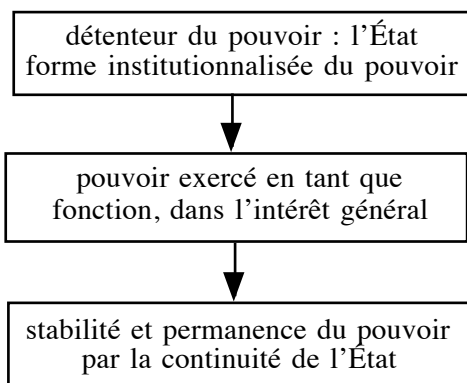 détenteur du pouvoir : l’État
forme institutionnalisée du pouvoir
pouvoir exercé en tant que
fonction, dans l’intérêt général
stabilité et permanence du pouvoir
par la continuité de l’État